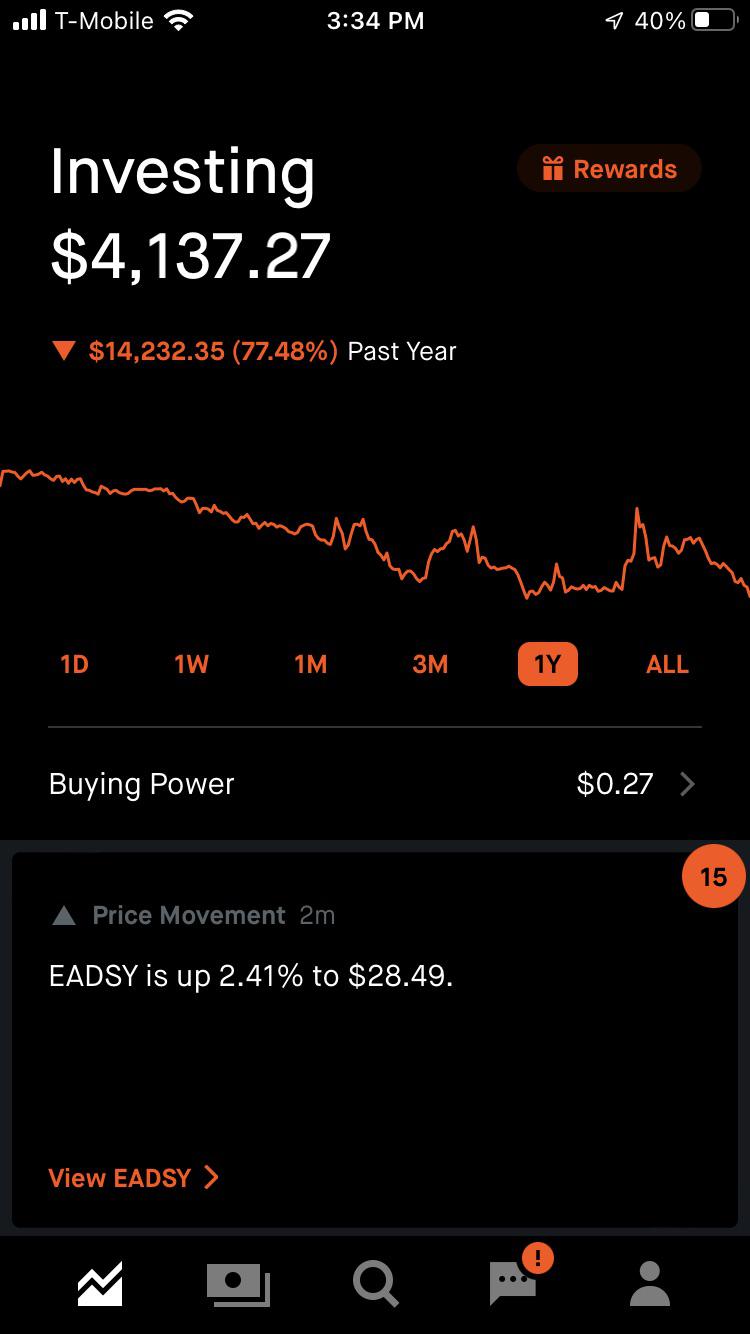 T-Mobile 3:34 PM 40%
Investing
Rewards
$4,137.27
$14,232.35 (77.48%) Past Year
1D 1W 1M 3M 1Y ALL
Buying Power $0.27
15
Price Movement 2m
EADSY is up 2.41% to $28.49.
View EADSY
!